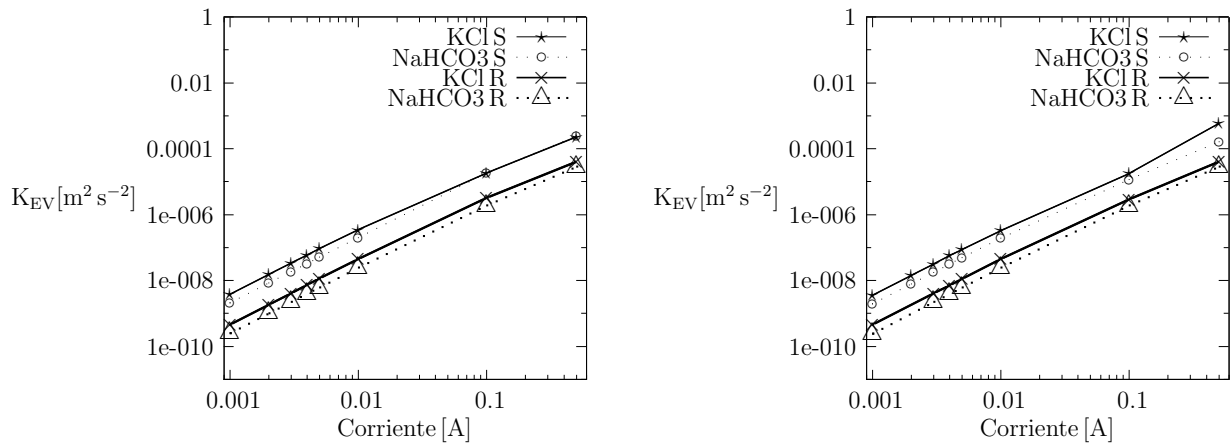 1
0.01
0.0001
1e-006
1e-008
1e-010
K_EV[m² s⁻²]
KCl S
NaHCO3 S
KCl R
NaHCO3 R
0.001 0.01 0.1
Corriente [A]
1
0.01
0.0001
1e-006
1e-008
1e-010
K_EV[m² s⁻²]
KCl S
NaHCO3 S
KCl R
NaHCO3 R
0.001 0.01 0.1
Corriente [A]